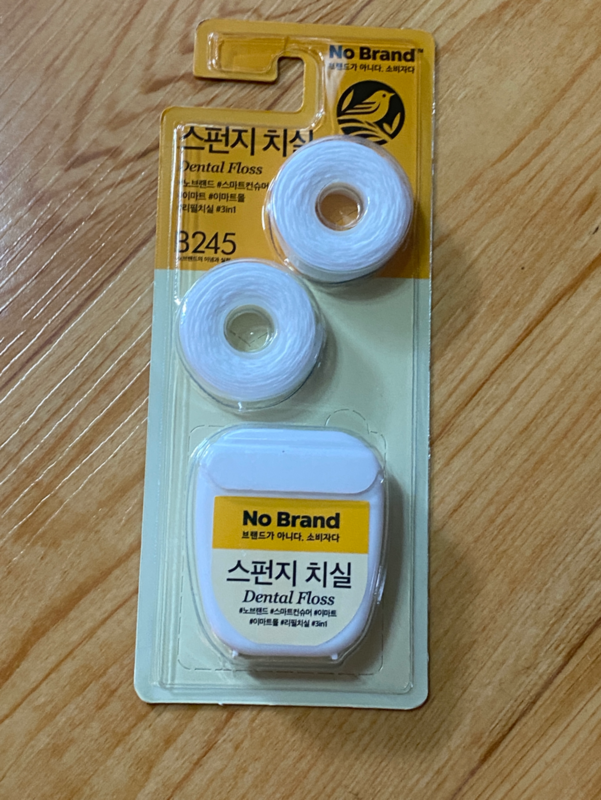 No Brand™
브랜드가 아니다. 소비자다
스펀지 치실
Dental Floss
#노브랜드 #스마트컨슈머
#이마트 #이마트몰
#리필치실 #3in1
3245
No Brand
브랜드가 아니다. 소비자다
스펀지 치실
Dental Floss
#노브랜드 #스마트컨슈머 #이마트
#이마트몰 #리필치실 #3in1